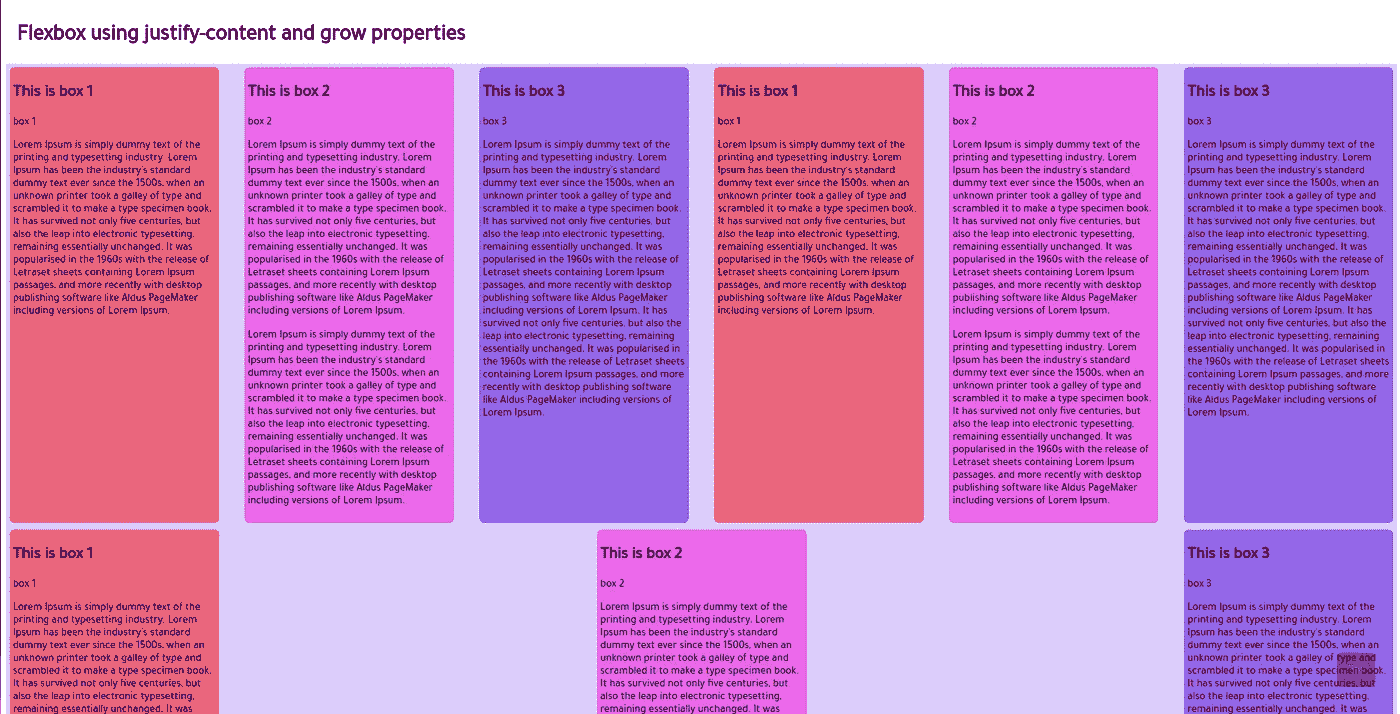 Flexbox using justify-content and grow properties
This is box 1
box 1
Lorem Ipsum is simply dummy text of the
printing and typesetting industry. Lorem
Ipsum has been the industry's standard
dummy text ever since the 1500s, when an
unknown printer took a galley of type and
scrambled it to make a type specimen book.
It has survived not only five centuries, but
also the leap into electronic typesetting,
remaining essentially unchanged. It was
popularised in the 1960s with the release of
Letraset sheets containing Lorem Ipsum
passages, and more recently with desktop
publishing software like Aldus PageMaker
including versions of Lorem Ipsum.
This is box 2
box 2
Lorem Ipsum is simply dummy text of the
printing and typesetting industry. Lorem
Ipsum has been the industry's standard
dummy text ever since the 1500s, when an
unknown printer took a galley of type and
scrambled it to make a type specimen book.
It has survived not only five centuries, but
also the leap into electronic typesetting,
remaining essentially unchanged. It was
popularised in the 1960s with the release of
Letraset sheets containing Lorem Ipsum
passages, and more recently with desktop
publishing software like Aldus PageMaker
including versions of Lorem Ipsum.
Lorem Ipsum is simply dummy text of the
printing and typesetting industry. Lorem
Ipsum has been the industry's standard
dummy text ever since the 1500s, when an
unknown printer took a galley of type and
scrambled it to make a type specimen book.
It has survived not only five centuries, but
also the leap into electronic typesetting,
remaining essentially unchanged. It was
popularised in the 1960s with the release of
Letraset sheets containing Lorem Ipsum
passages, and more recently with desktop
publishing software like Aldus PageMaker
including versions of Lorem Ipsum.
This is box 3
box 3
Lorem Ipsum is simply dummy text of the
printing and typesetting industry. Lorem
Ipsum has been the industry's standard
dummy text ever since the 1500s, when an
unknown printer took a galley of type and
scrambled it to make a type specimen book.
It has survived not only five centuries, but
also the leap into electronic typesetting,
remaining essentially unchanged. It was
popularised in the 1960s with the release of
Letraset sheets containing Lorem Ipsum
passages, and more recently with desktop
publishing software like Aldus PageMaker
including versions of Lorem Ipsum. It has
survived not only five centuries, but also the
leap into electronic typesetting, remaining
essentially unchanged. It was popularised in
the 1960s with the release of Letraset sheets
containing Lorem Ipsum passages, and more
recently with desktop publishing software
like Aldus PageMaker including versions of
Lorem Ipsum.
This is box 1
box 1
Lorem Ipsum is simply dummy text of the
printing and typesetting industry. Lorem
Ipsum has been the industry's standard
dummy text ever since the 1500s, when an
unknown printer took a galley of type and
scrambled it to make a type specimen book.
It has survived not only five centuries, but
also the leap into electronic typesetting,
remaining essentially unchanged. It was
popularised in the 1960s with the release of
Letraset sheets containing Lorem Ipsum
passages, and more recently with desktop
publishing software like Aldus PageMaker
including versions of Lorem Ipsum.
This is box 2
box 2
Lorem Ipsum is simply dummy text of the
printing and typesetting industry. Lorem
Ipsum has been the industry's standard
dummy text ever since the 1500s, when an
unknown printer took a galley of type and
scrambled it to make a type specimen book.
It has survived not only five centuries, but
also the leap into electronic typesetting,
remaining essentially unchanged. It was
popularised in the 1960s with the release of
Letraset sheets containing Lorem Ipsum
passages, and more recently with desktop
publishing software like Aldus PageMaker
including versions of Lorem Ipsum.
Lorem Ipsum is simply dummy text of the
printing and typesetting industry. Lorem
Ipsum has been the industry's standard
dummy text ever since the 1500s, when an
unknown printer took a galley of type and
scrambled it to make a type specimen book.
It has survived not only five centuries, but
also the leap into electronic typesetting,
remaining essentially unchanged. It was
popularised in the 1960s with the release of
Letraset sheets containing Lorem Ipsum
passages, and more recently with desktop
publishing software like Aldus PageMaker
including versions of Lorem Ipsum.
This is box 3
box 3
Lorem Ipsum is simply dummy text of the
printing and typesetting industry. Lorem
Ipsum has been the industry's standard
dummy text ever since the 1500s, when an
unknown printer took a galley of type and
scrambled it to make a type specimen book.
It has survived not only five centuries, but
also the leap into electronic typesetting,
remaining essentially unchanged. It was
popularised in the 1960s with the release of
Letraset sheets containing Lorem Ipsum
passages, and more recently with desktop
publishing software like Aldus PageMaker
including versions of Lorem Ipsum. It has
survived not only five centuries, but also the
leap into electronic typesetting, remaining
essentially unchanged. It was popularised in
the 1960s with the release of Letraset sheets
containing Lorem Ipsum passages, and more
recently with desktop publishing software
like Aldus PageMaker including versions of
Lorem Ipsum.
This is box 1
box 1
Lorem Ipsum is simply dummy text of the
printing and typesetting industry. Lorem
Ipsum has been the industry's standard
dummy text ever since the 1500s, when an
unknown printer took a galley of type and
scrambled it to make a type specimen book.
It has survived not only five centuries, but
also the leap into electronic typesetting,
remaining essentially unchanged. It was
This is box 2
box 2
Lorem Ipsum is simply dummy text of the
printing and typesetting industry. Lorem
Ipsum has been the industry's standard
dummy text ever since the 1500s, when an
unknown printer took a galley of type and
scrambled it to make a type specimen book.
It has survived not only five centuries, but
also the leap into electronic typesetting,
remaining essentially unchanged. It was
This is box 3
box 3
Lorem Ipsum is simply dummy text of the
printing and typesetting industry. Lorem
Ipsum has been the industry's standard
dummy text ever since the 1500s, when an
unknown printer took a galley of type and
scrambled it to make a type specimen book.
It has survived not only five centuries, but
also the leap into electronic typesetting,
remaining essentially unchanged. It was